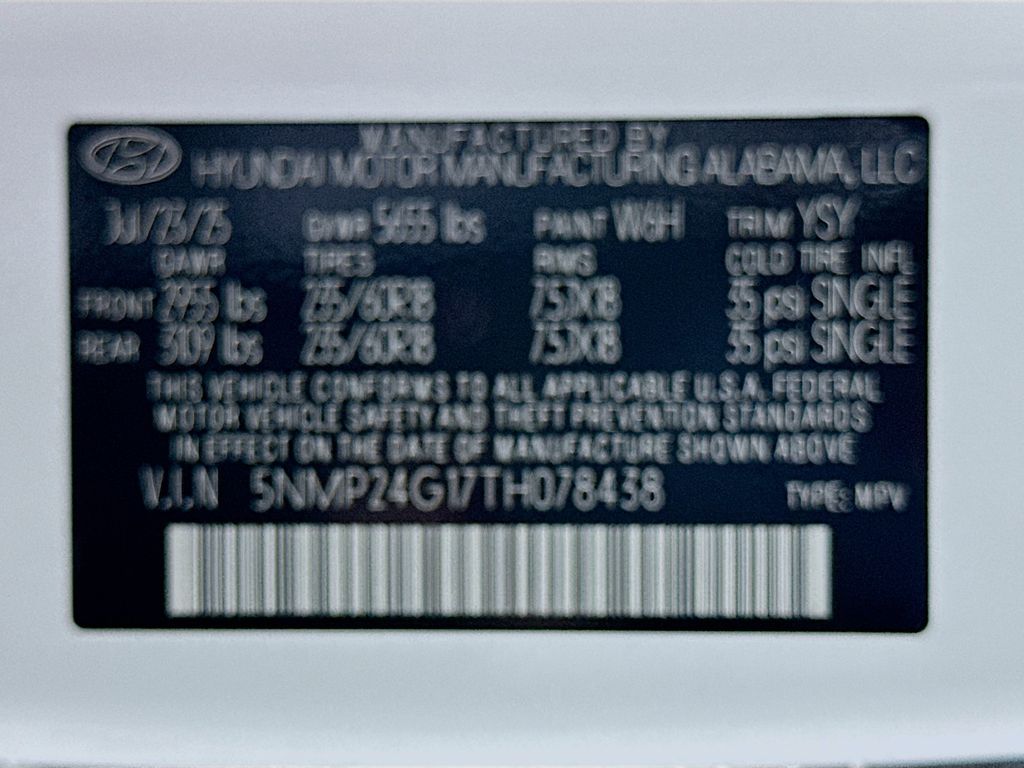 MANUFACTURED BY
HYUNDAI MOTOR MANUFACTURING ALABAMA, LLC
GVWR lbs PAINT W6H TRIM YSY
GAWR TIRES RIMS COLD TIRE INFL
FRONT lbs 235/60R18 7.5JX18 35 psi SINGLE
REAR lbs 235/60R18 7.5JX18 35 psi SINGLE
THIS VEHICLE CONFORMS TO ALL APPLICABLE U.S.A. FEDERAL
MOTOR VEHICLE SAFETY AND THEFT PREVENTION STANDARDS
IN EFFECT ON THE DATE OF MANUFACTURE SHOWN ABOVE
V.I.N 5NMP24G17TH078438 TYPE: MPV